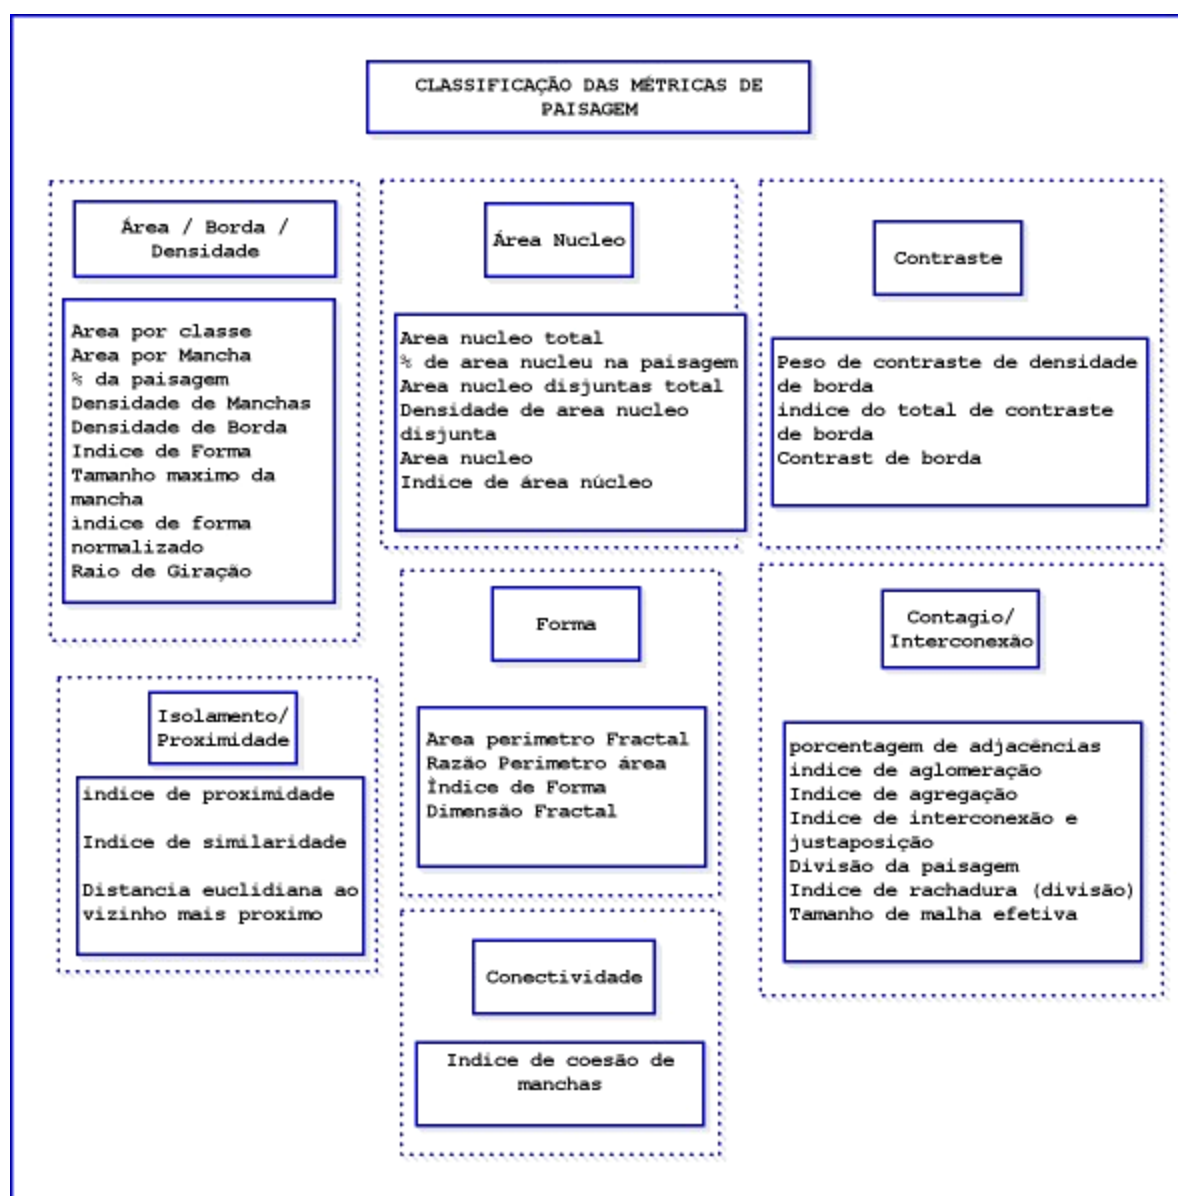 CLASSIFICAÇÃO DAS MÉTRICAS DE
PAISAGEM
Área / Borda /
Densidade
Area por classe
Area por Mancha
% da paisagem
Densidade de Manchas
Densidade de Borda
Indice de Forma
Tamanho maximo da
mancha
ìndice de forma
normalizado
Raio de Giração
Área Nucleo
Area nucleo total
% de area nucleu na paisagem
Area nucleo disjuntas total
Densidade de area nucleo
disjunta
Area nucleo
Indice de área núcleo
Contraste
Peso de contraste de densidade
de borda
indice do total de contraste
de borda
Contrast de borda
Isolamento/
Proximidade
indice de proximidade
Indice de similaridade
Distancia euclidiana ao
vizinho mais proximo
Forma
Area perimetro Fractal
Razão Perimetro área
Ìndice de Forma
Dimensão Fractal
Contagio/
Interconexão
porcentagem de adjacências
indice de aglomeração
Indice de agregação
Indice de interconexão e
justaposição
Divisão da paisagem
Indice de rachadura (divisão)
Tamanho de malha efetiva
Conectividade
Indice de coesão de
manchas